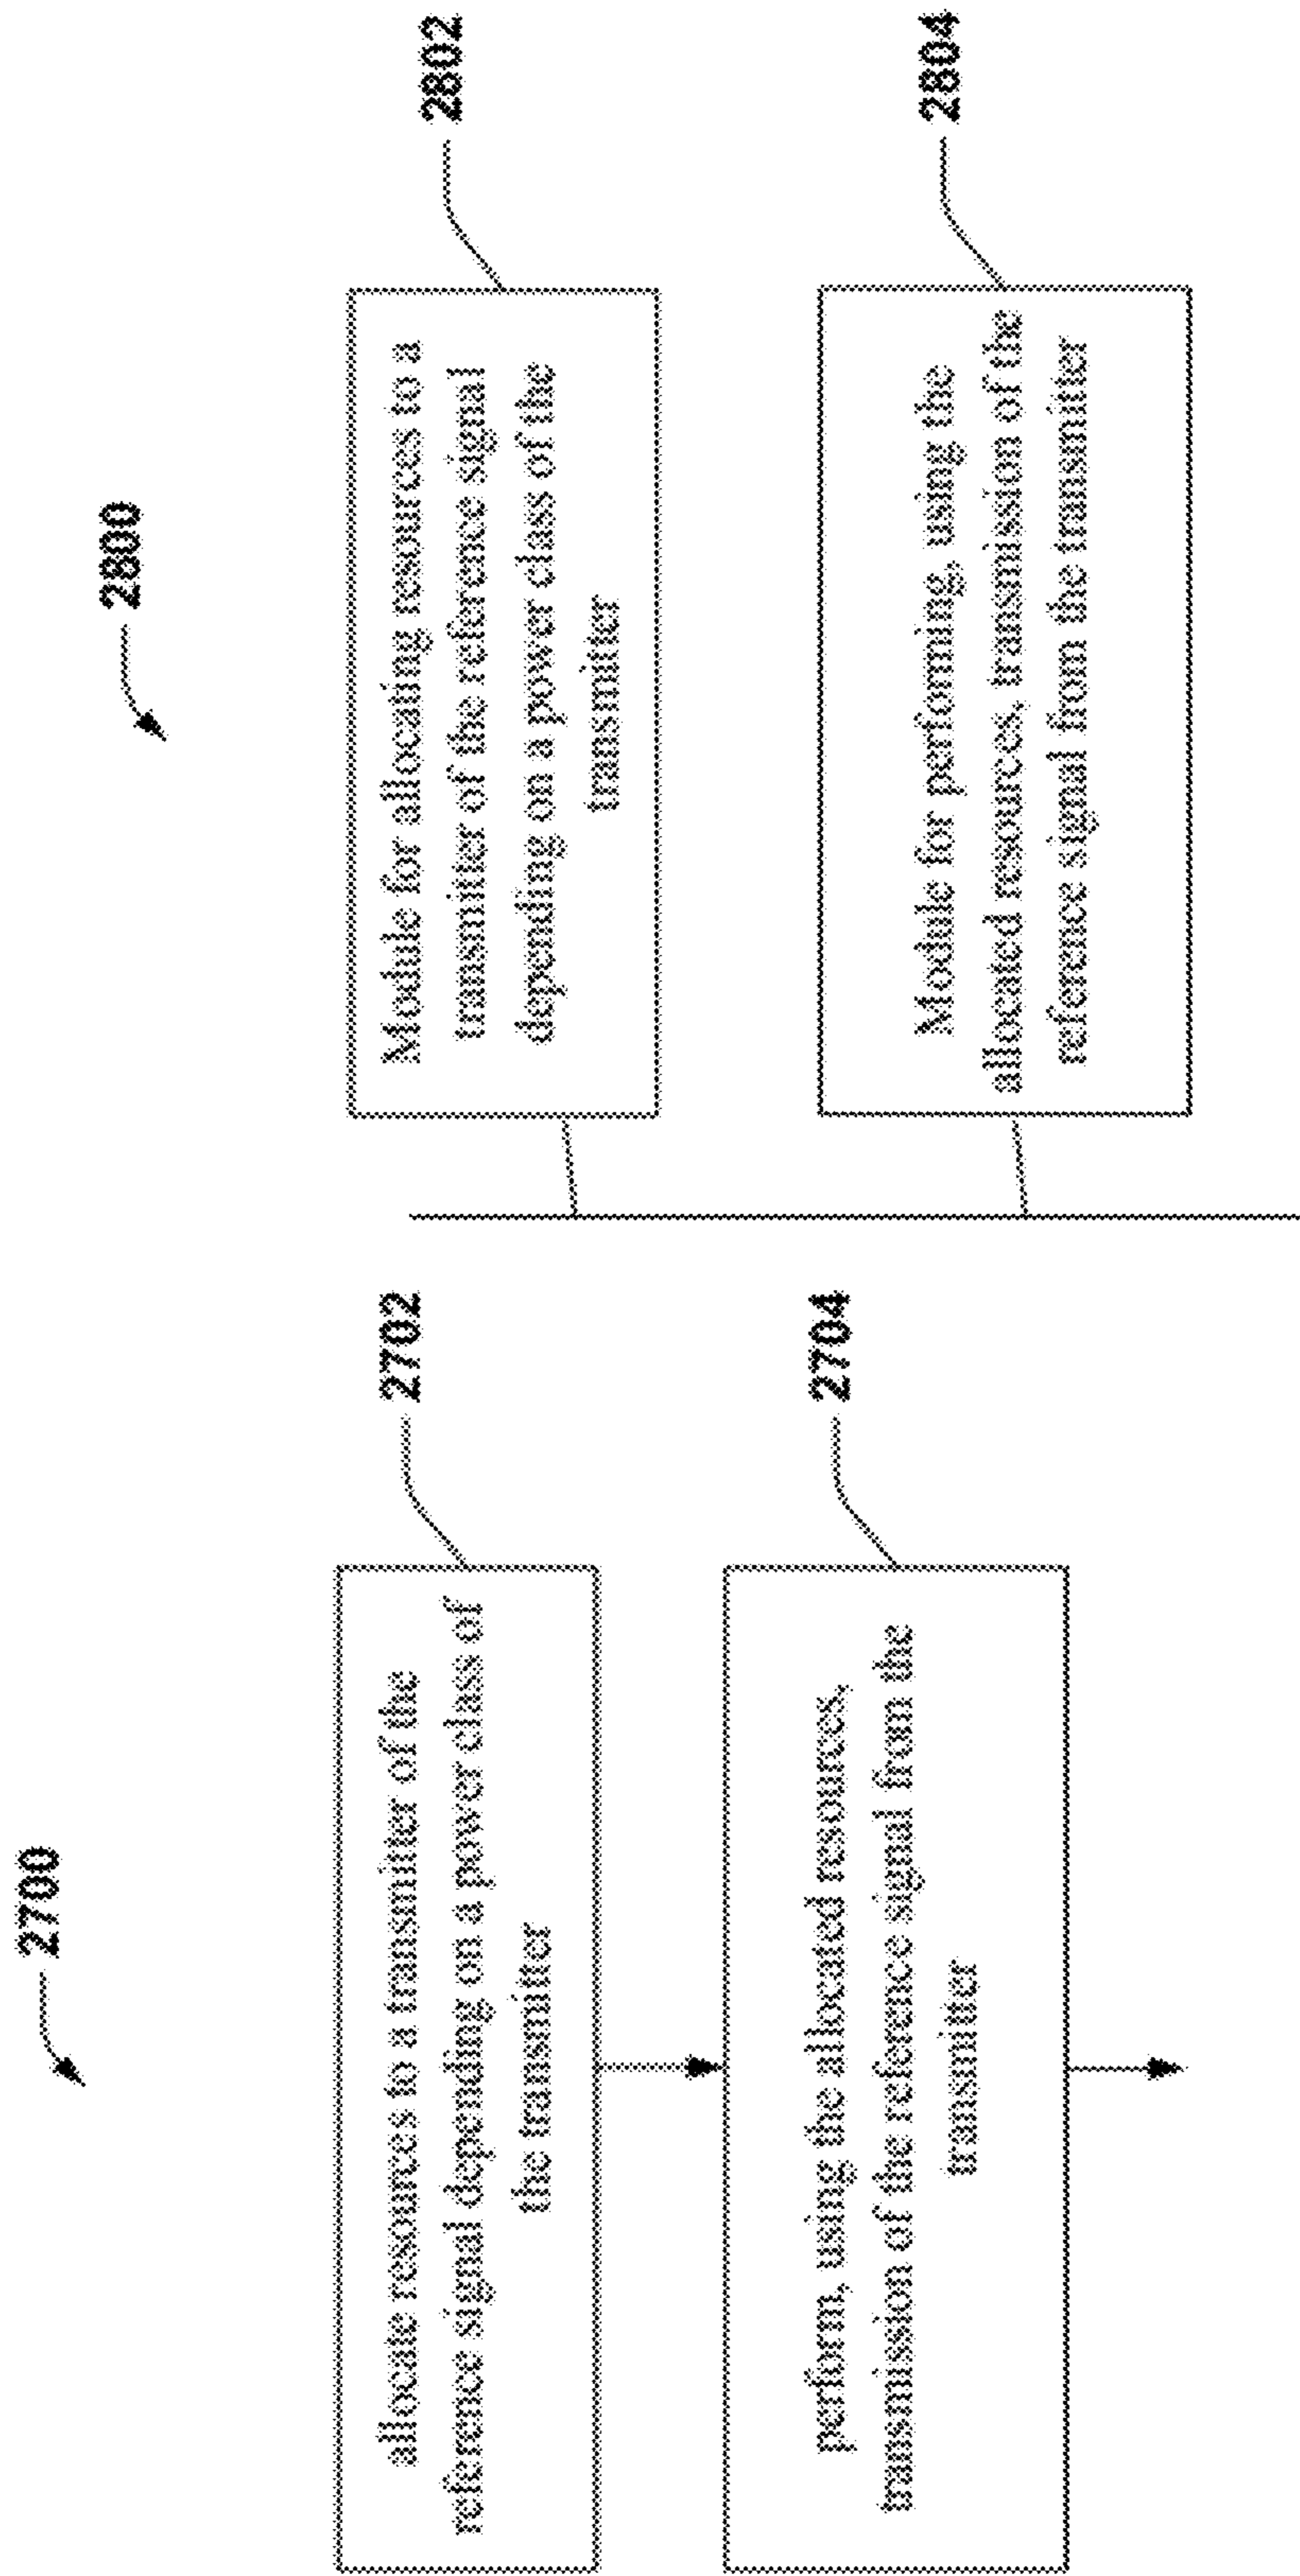 2700
allocate resources to a transmitter of the
reference signal depending on a power class of
the transmitter
2702
perform, using the allocated resources,
transmission of the reference signal from the
transmitter
2704
2800
Module for allocating resources to a
transmitter of the reference signal
depending on a power class of the
transmitter
2802
Module for performing, using the
allocated resources, transmission of the
reference signal from the transmitter
2804